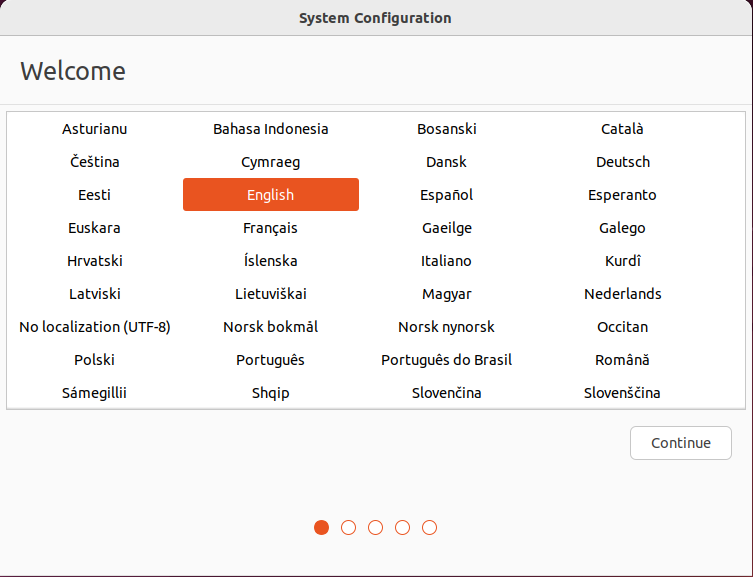 System Configuration
Welcome
Asturianu Bahasa Indonesia Bosanski Català
Čeština Cymraeg Dansk Deutsch
Eesti English Español Esperanto
Euskara Français Gaeilge Galego
Hrvatski Íslenska Italiano Kurdî
Latviski Lietuviškai Magyar Nederlands
No localization (UTF-8) Norsk bokmål Norsk nynorsk Occitan
Polski Português Português do Brasil Română
Sámegillii Shqip Slovenčina Slovenščina
Continue